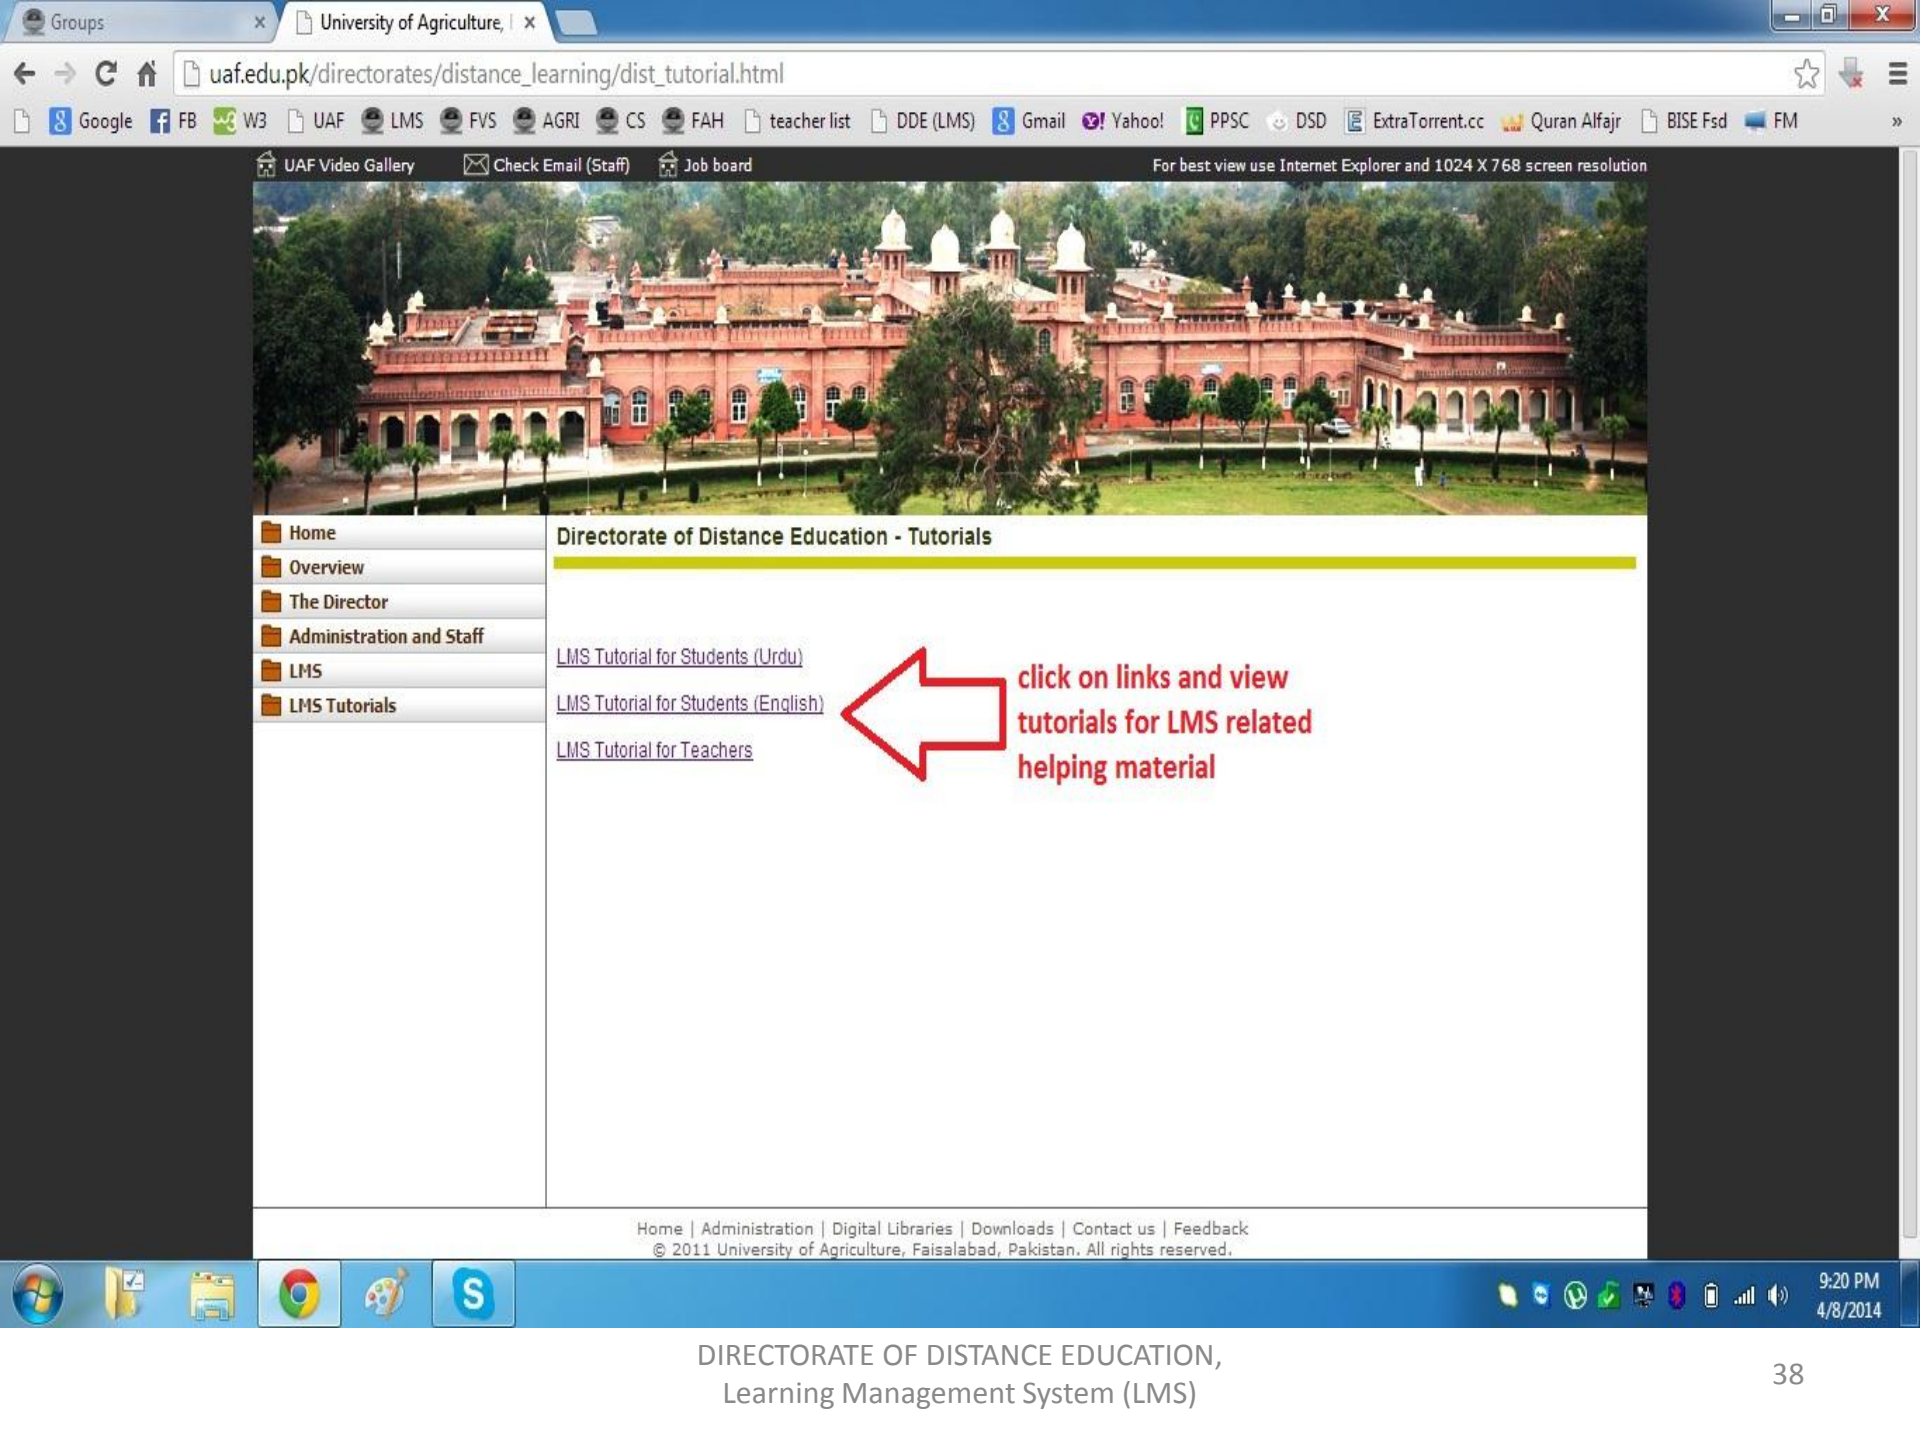 Groups
University of Agriculture,
uaf.edu.pk/directorates/distance_learning/dist_tutorial.html
Google FB W3 UAF LMS FVS AGRI CS FAH teacher list DDE (LMS) Gmail Yahoo! PPSC DSD ExtraTorrent.cc Quran Alfajr BISE Fsd FM »
UAF Video Gallery Check Email (Staff) Job board For best view use Internet Explorer and 1024 X 768 screen resolution
Home
Overview
The Director
Administration and Staff
LMS
LMS Tutorials
Directorate of Distance Education - Tutorials
LMS Tutorial for Students (Urdu)
LMS Tutorial for Students (English)
LMS Tutorial for Teachers
click on links and view
tutorials for LMS related
helping material
Home | Administration | Digital Libraries | Downloads | Contact us | Feedback
© 2011 University of Agriculture, Faisalabad, Pakistan. All rights reserved.
9:20 PM
4/8/2014
DIRECTORATE OF DISTANCE EDUCATION,
Learning Management System (LMS)
38